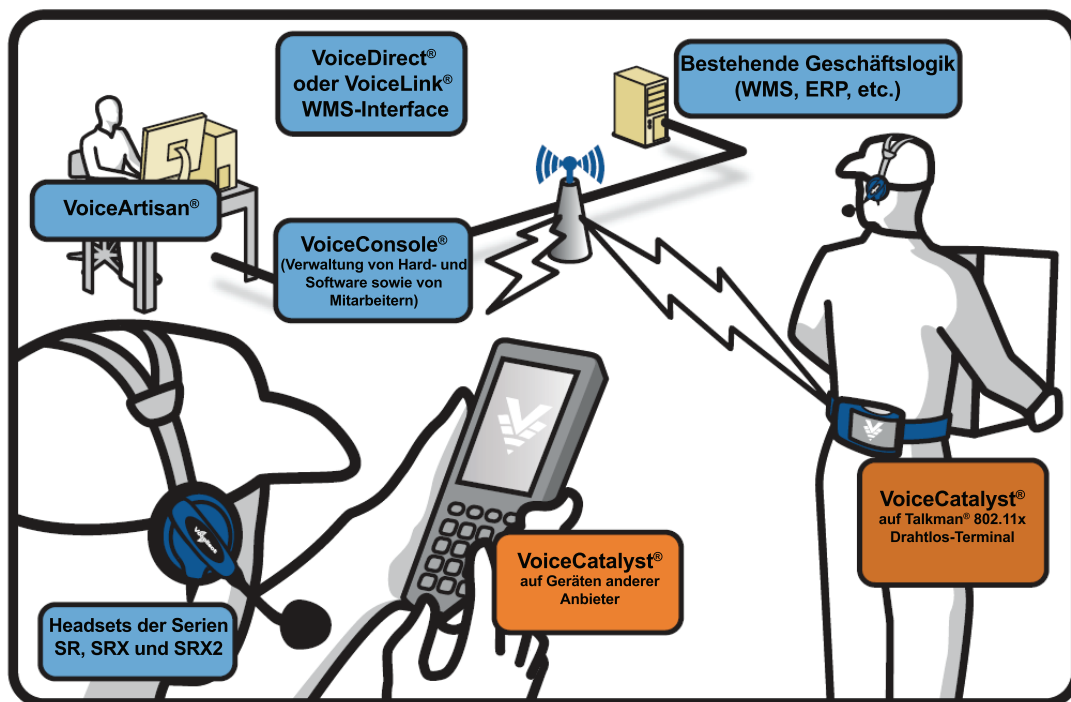 VoiceDirect®
oder VoiceLink®
WMS-Interface
Bestehende Geschäftslogik
(WMS, ERP, etc.)
VoiceArtisan®
VoiceConsole®
(Verwaltung von Hard- und
Software sowie von
Mitarbeitern)
VoiceCatalyst®
auf Talkman® 802.11x
Drahtlos-Terminal
VoiceCatalyst®
auf Geräten anderer
Anbieter
Headsets der Serien
SR, SRX und SRX2